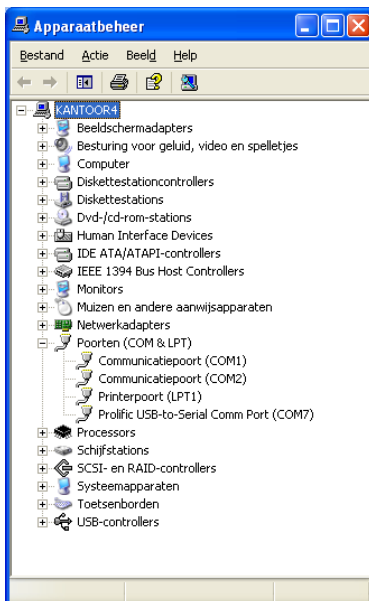 Apparaatbeheer
Bestand Actie Beeld Help
KANTOOR4
Beeldschermadapters
Besturing voor geluid, video en spelletjes
Computer
Diskettestationcontrollers
Diskettestations
Dvd-/cd-rom-stations
Human Interface Devices
IDE ATA/ATAPI-controllers
IEEE 1394 Bus Host Controllers
Monitors
Muizen en andere aanwijsapparaten
Netwerkadapters
Poorten (COM & LPT)
Communicatiepoort (COM1)
Communicatiepoort (COM2)
Printerpoort (LPT1)
Prolific USB-to-Serial Comm Port (COM7)
Processors
Schijfstations
SCSI- en RAID-controllers
Systeemapparaten
Toetsenborden
USB-controllers